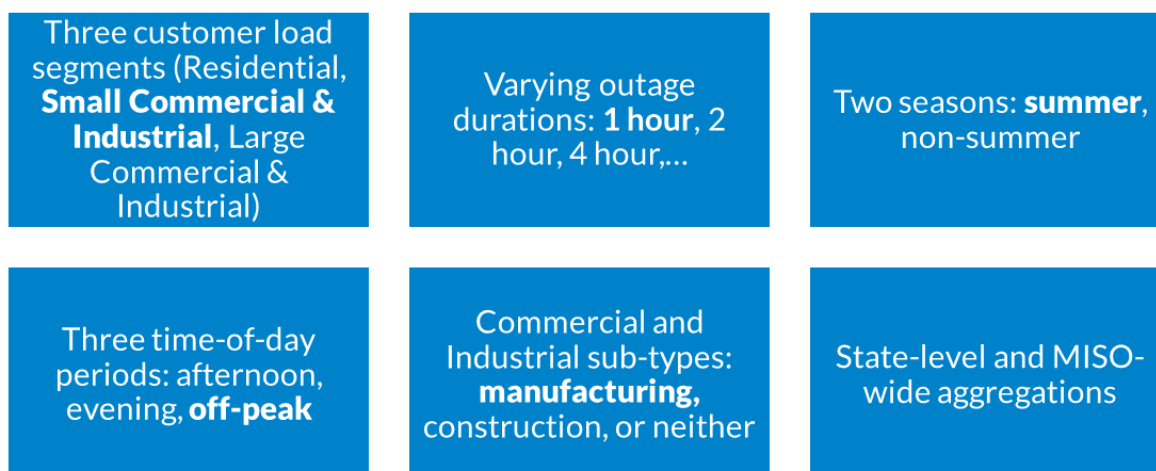 Three customer load
segments (Residential,
Small Commercial &
Industrial, Large
Commercial &
Industrial)
Varying outage
durations: 1 hour, 2
hour, 4 hour,...
Two seasons: summer,
non-summer
Three time-of-day
periods: afternoon,
evening, off-peak
Commercial and
Industrial sub-types:
manufacturing,
construction, or neither
State-level and MISO-
wide aggregations